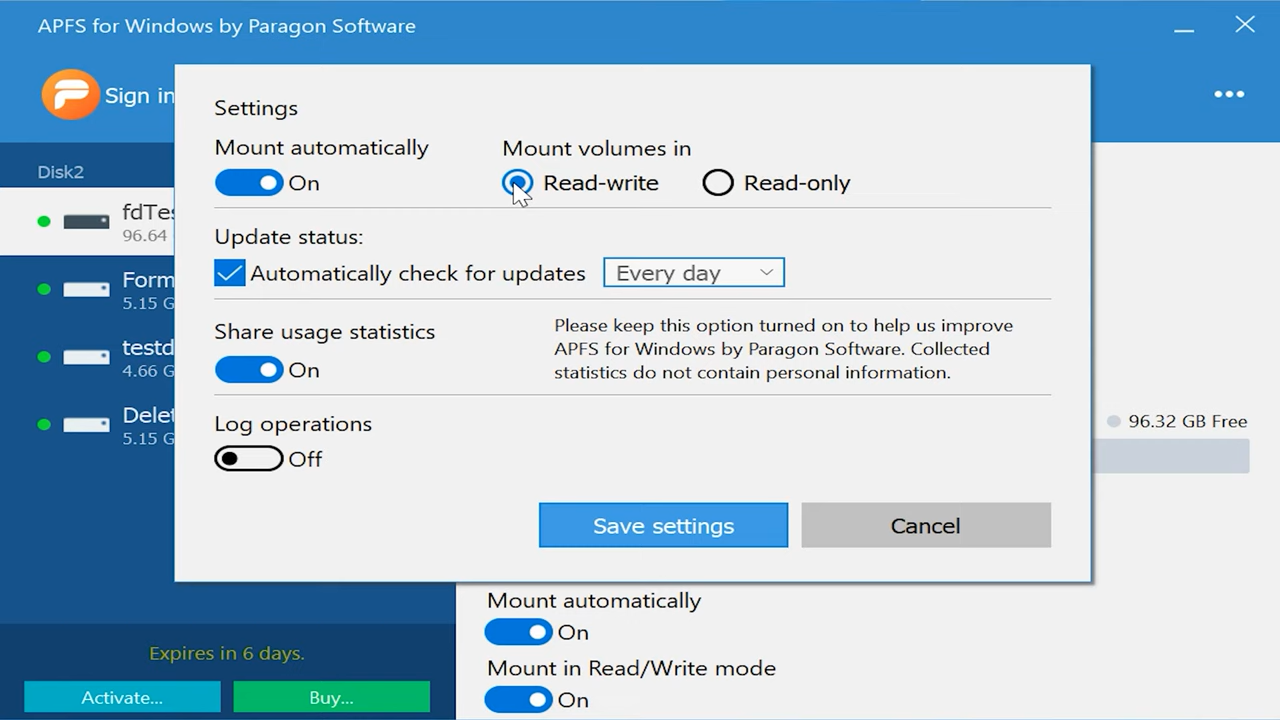 APFS for Windows by Paragon Software
Sign in
Settings
Mount automatically
On
Mount volumes in
Read-write
Read-only
Update status:
Automatically check for updates
Every day
Share usage statistics
On
Please keep this option turned on to help us improve
APFS for Windows by Paragon Software. Collected
statistics do not contain personal information.
Log operations
Off
Save settings
Cancel
Disk2
fdTes
96.64
Form
5.15 G
testd
4.66 G
Delet
5.15 G
96.32 GB Free
Mount automatically
On
Mount in Read/Write mode
On
Expires in 6 days.
Activate...
Buy...